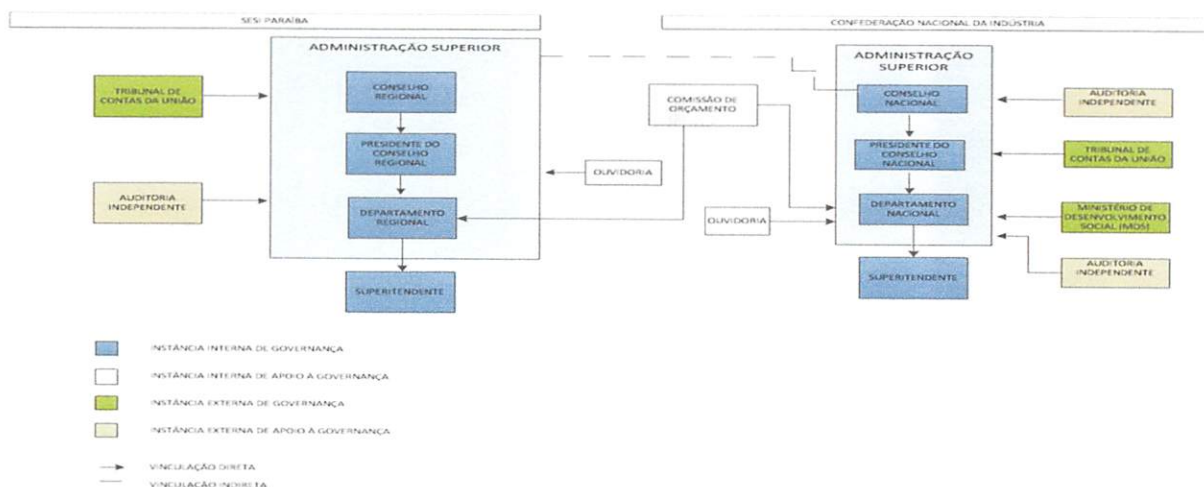 SESI PARAÍBA
CONFEDERAÇÃO NACIONAL DA INDÚSTRIA
ADMINISTRAÇÃO SUPERIOR
TRIBUNAL DE
CONTAS DA UNIÃO
AUDITORIA
INDEPENDENTE
CONSELHO
REGIONAL
PRESIDENTE DO
CONSELHO
REGIONAL
DEPARTAMENTO
REGIONAL
SUPERITENDENTE
OUVIDORIA
COMISSÃO DE
ORÇAMENTO
OUVIDORIA
ADMINISTRAÇÃO
SUPERIOR
CONSELHO
NACIONAL
PRESIDENTE DO
CONSELHO
NACIONAL
DEPARTAMENTO
NACIONAL
SUPERITENDENTE
AUDITORIA
INDEPENDENTE
TRIBUNAL DE
CONTAS DA UNIÃO
MINISTÉRIO DE
DESENVOLVIMENTO
SOCIAL (MDS)
AUDITORIA
INDEPENDENTE
INSTÂNCIA INTERNA DE GOVERNANÇA
INSTÂNCIA INTERNA DE APOIO À GOVERNANÇA
INSTÂNCIA EXTERNA DE GOVERNANÇA
INSTÂNCIA EXTERNA DE APOIO À GOVERNANÇA
VINCULAÇÃO DIRETA
VINCULAÇÃO INDIRETA